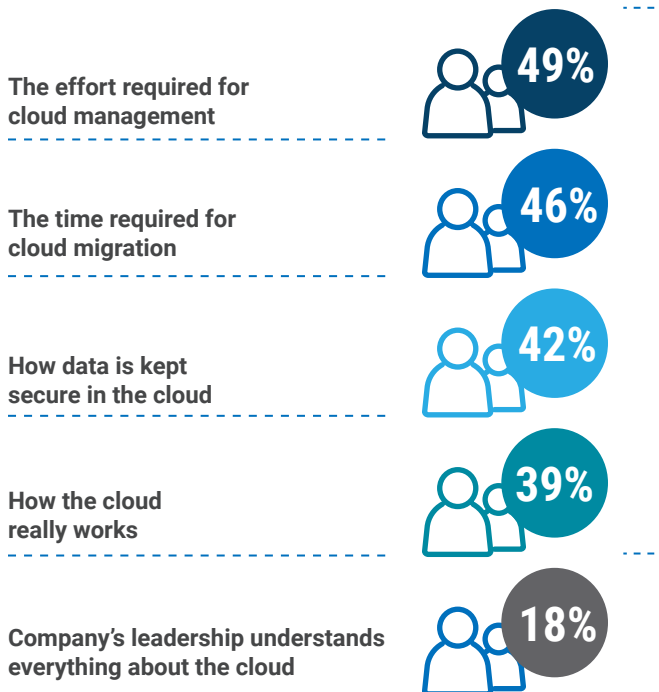 49%
The effort required for
cloud management
46%
The time required for
cloud migration
42%
How data is kept
secure in the cloud
39%
How the cloud
really works
18%
Company’s leadership understands
everything about the cloud